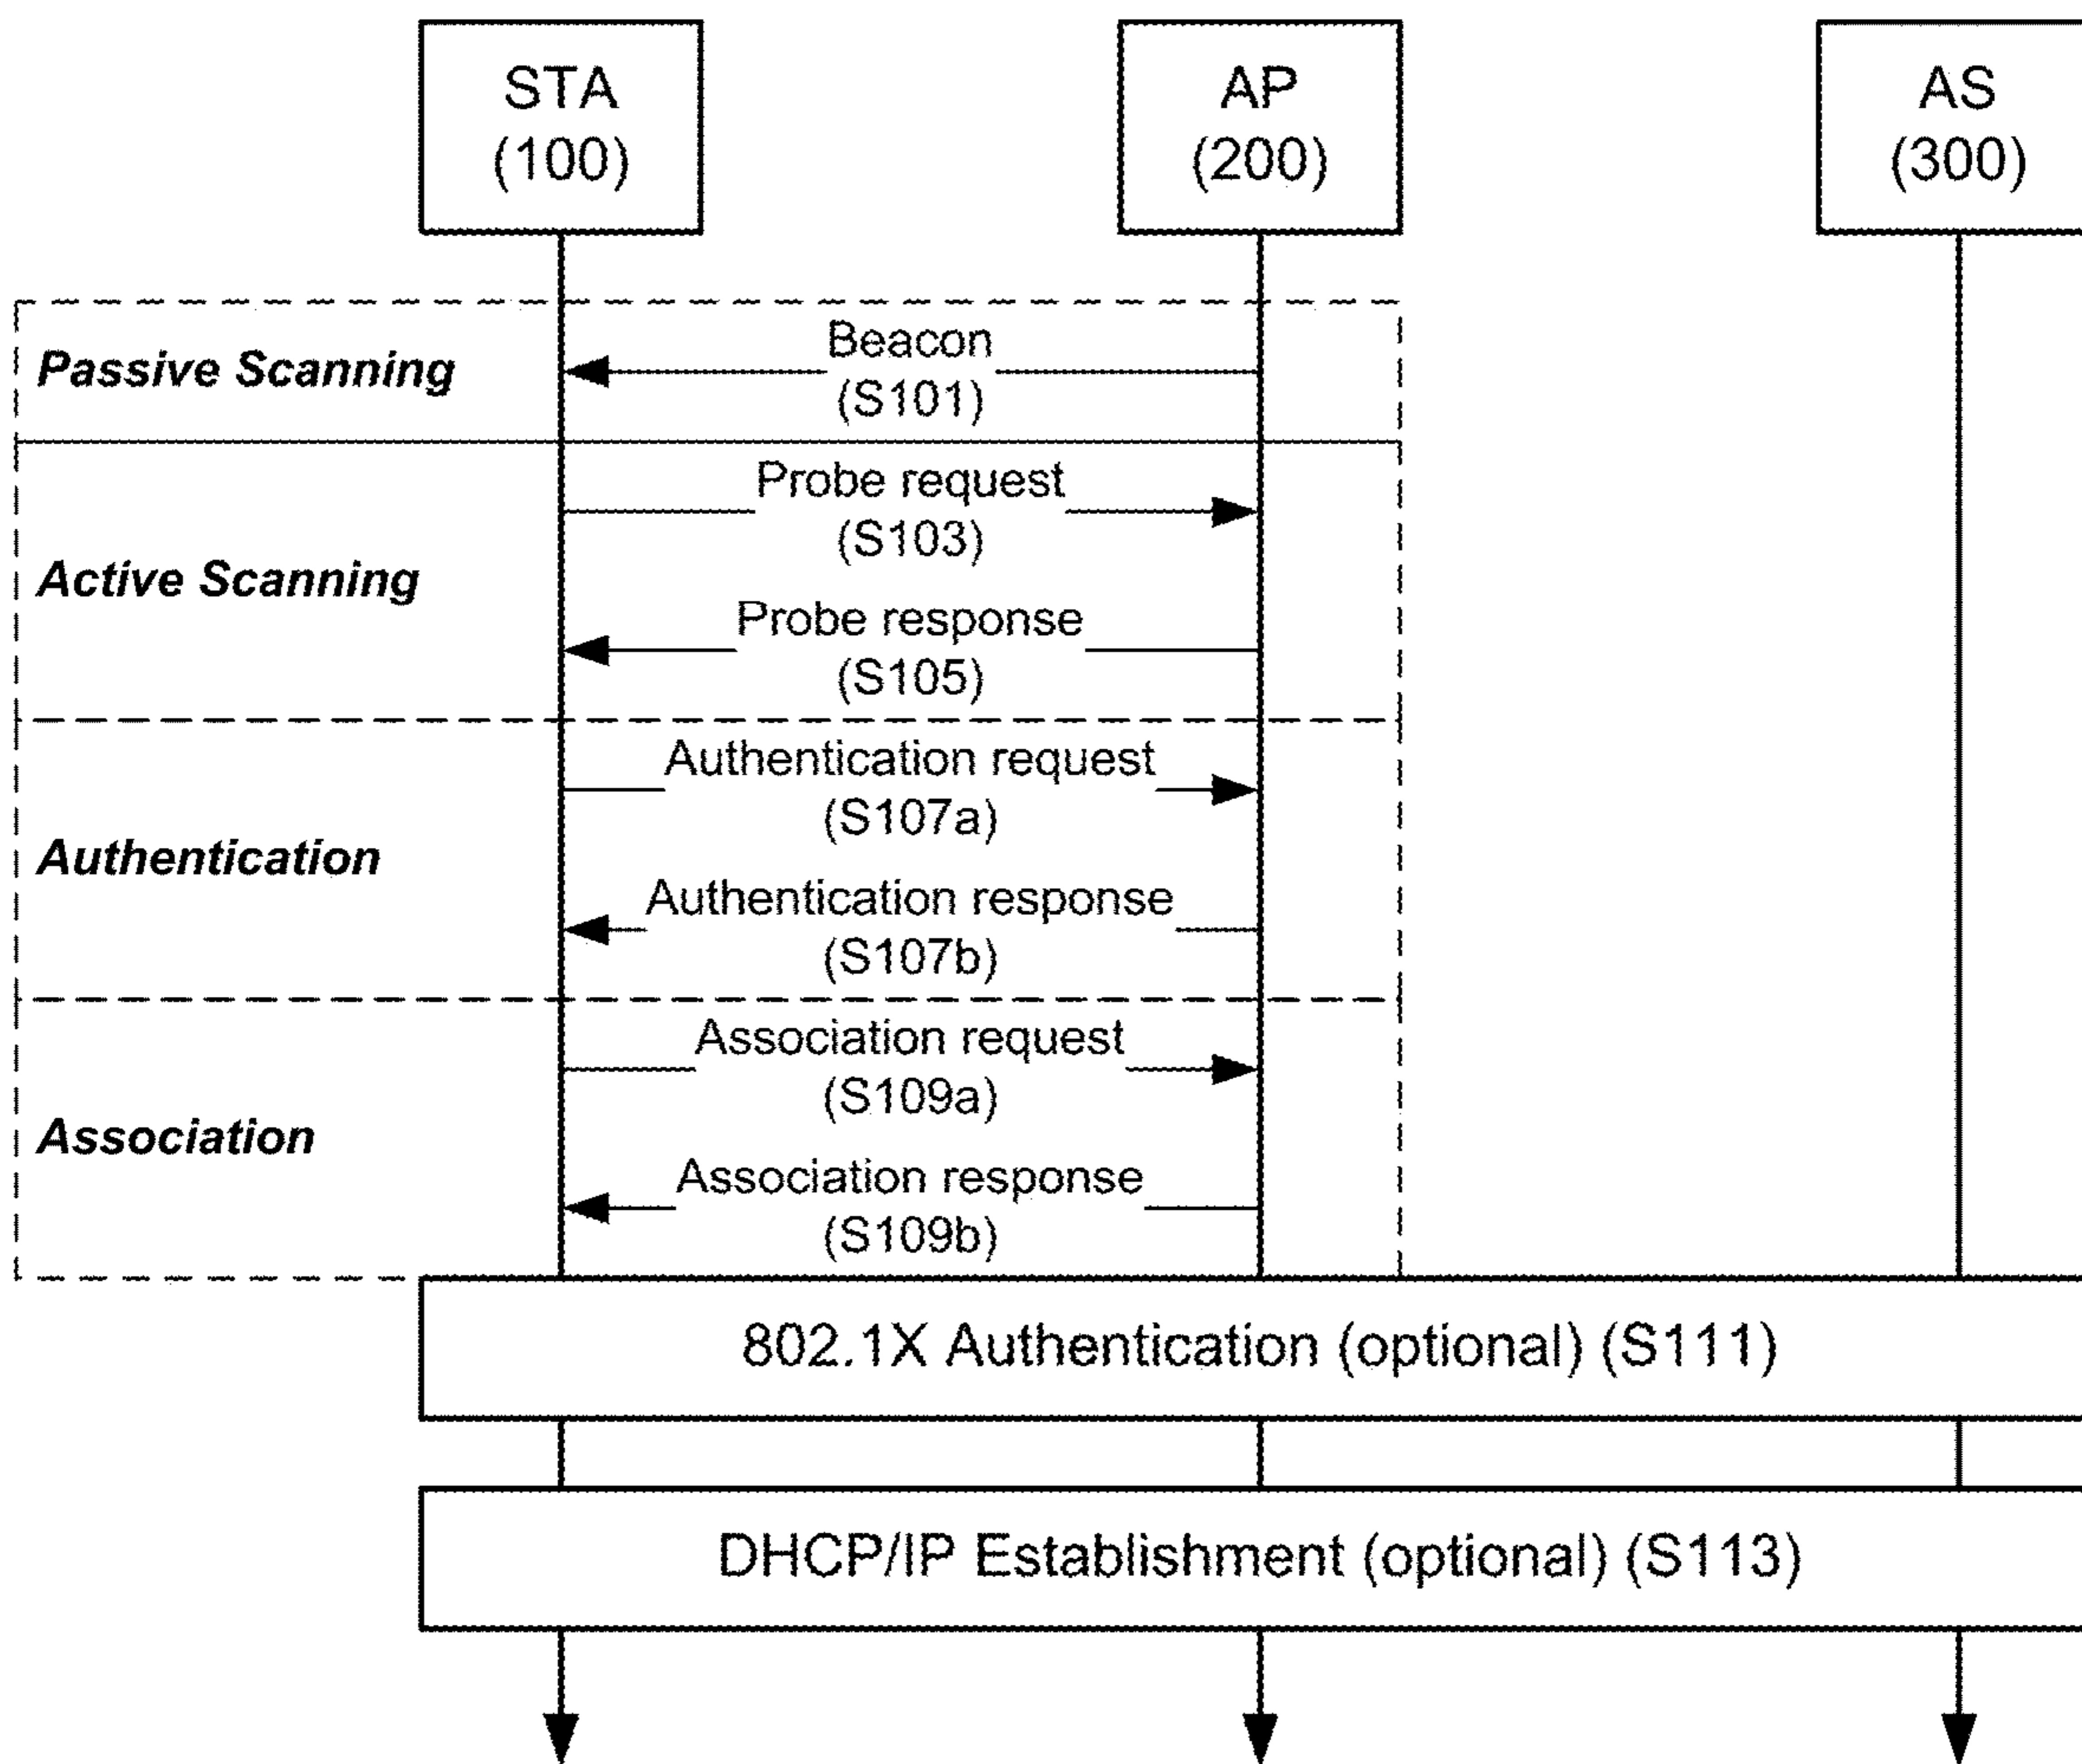 STA
(100)
AP
(200)
AS
(300)
Passive Scanning
Beacon
(S101)
Active Scanning
Probe request
(S103)
Probe response
(S105)
Authentication
Authentication request
(S107a)
Authentication response
(S107b)
Association
Association request
(S109a)
Association response
(S109b)
802.1X Authentication (optional) (S111)
DHCP/IP Establishment (optional) (S113)